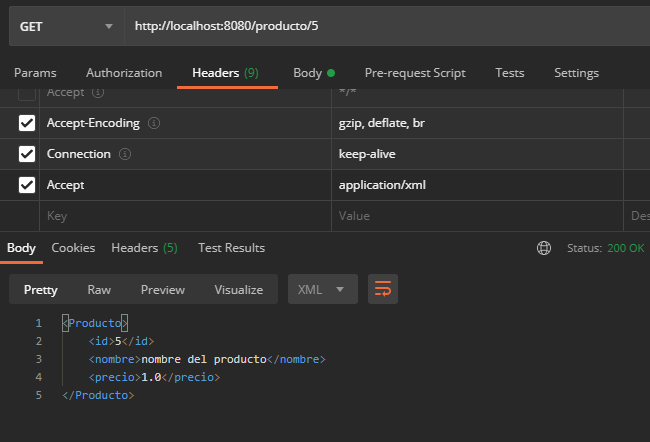 GET http://localhost:8080/producto/5
Params Authorization Headers (9) Body Pre-request Script Tests Settings
Accept */*
Accept-Encoding gzip, deflate, br
Connection keep-alive
Accept application/xml
Key Value Des
Body Cookies Headers (5) Test Results Status: 200 OK
Pretty Raw Preview Visualize XML
1 <Producto>
2 <id>5</id>
3 <nombre>nombre del producto</nombre>
4 <precio>1.0</precio>
5 </Producto>